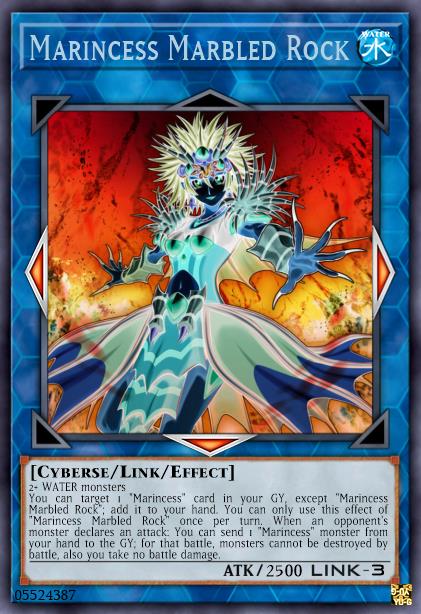 Marincess Marbled Rock
WATER
水
[Cyberse/Link/Effect]
2+ WATER monsters
You can target 1 "Marincess" card in your GY, except "Marincess
Marbled Rock"; add it to your hand. You can only use this effect of
"Marincess Marbled Rock" once per turn. When an opponent's
monster declares an attack: You can send 1 "Marincess" monster from
your hand to the GY; for that battle, monsters cannot be destroyed by
battle, also you take no battle damage.
ATK/2500 LINK-3
05524387